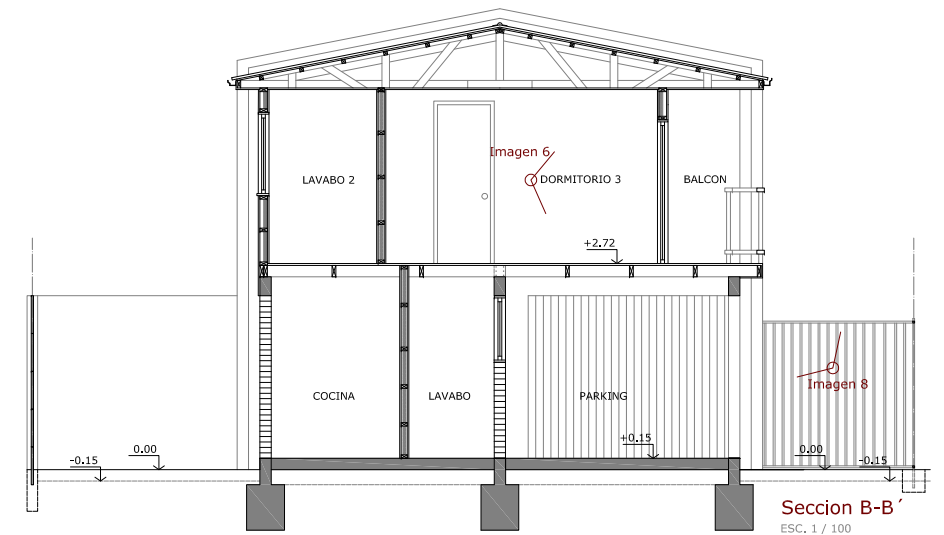 Imagen 6
LAVABO 2
DORMITORIO 3
BALCON
+2.72
COCINA
LAVABO
PARKING
Imagen 8
+0.15
0.00
-0.15
0.00
-0.15
Seccion B-B´
ESC. 1 / 100